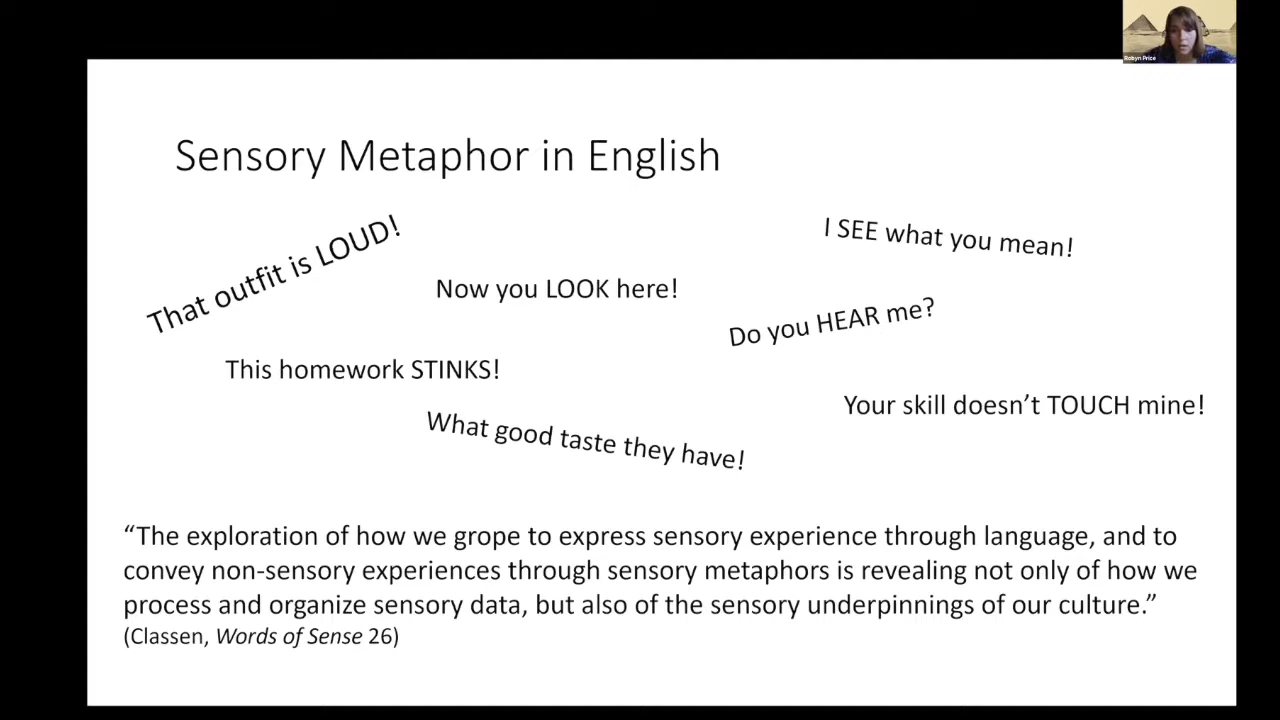 Robyn Price
Sensory Metaphor in English
That outfit is LOUD!
I SEE what you mean!
Now you LOOK here!
Do you HEAR me?
This homework STINKS!
Your skill doesn’t TOUCH mine!
What good taste they have!
“The exploration of how we grope to express sensory experience through language, and to
convey non-sensory experiences through sensory metaphors is revealing not only of how we
process and organize sensory data, but also of the sensory underpinnings of our culture.”
(Classen, Words of Sense 26)